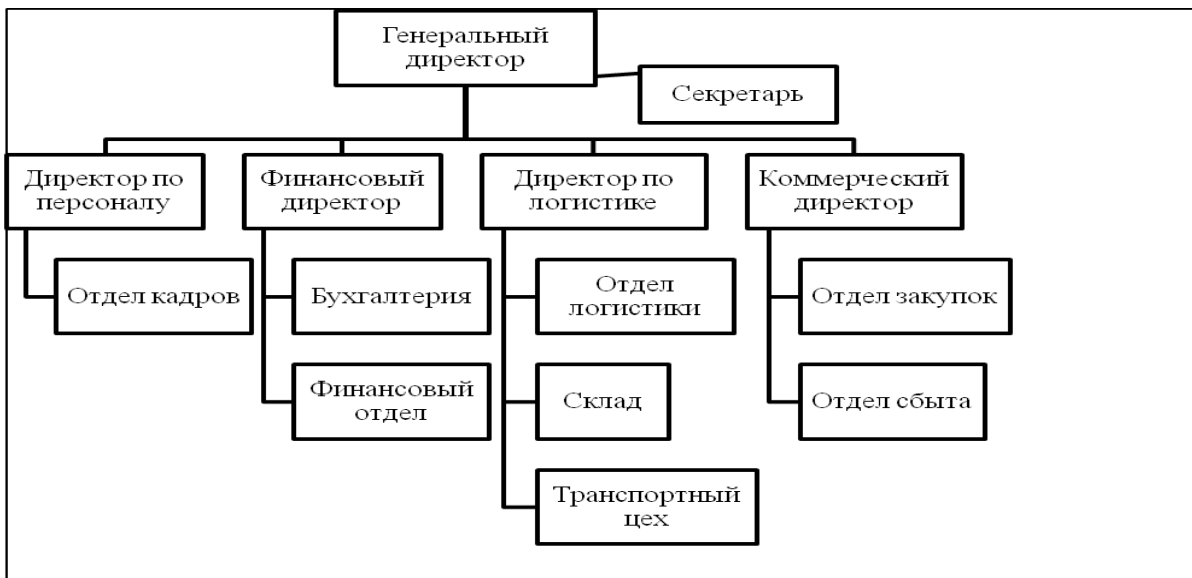 Генеральный
директор
Секретарь
Директор по
персоналу
Финансовый
директор
Директор по
логистике
Коммерческий
директор
Отдел кадров
Бухгалтерия
Отдел
логистики
Отдел закупок
Финансовый
отдел
Склад
Отдел сбыта
Транспортный
цех